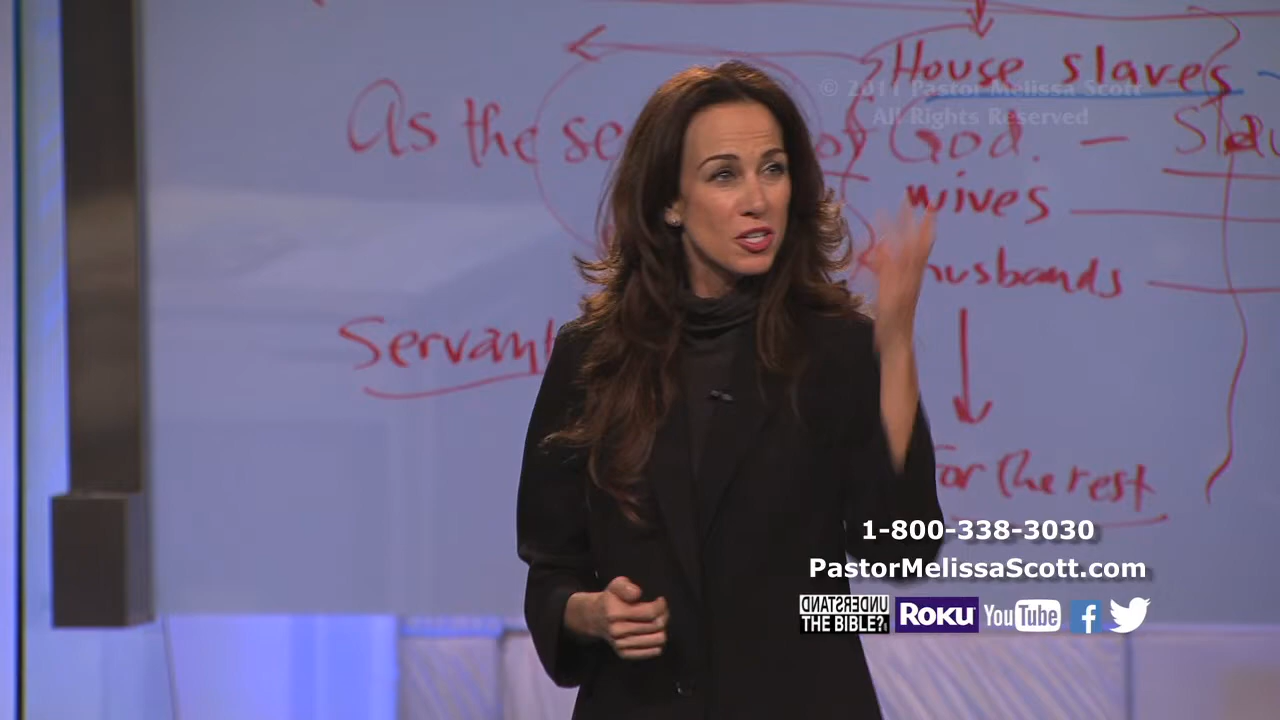 House slaves
© 2011 Pastor Melissa Scott
All Rights Reserved
As the se of God. - Slav
wives
husbands
Servant
For the rest
1-800-338-3030
PastorMelissaScott.com
UNDERSTAND
THE BIBLE?
ROKU
YouTube
f